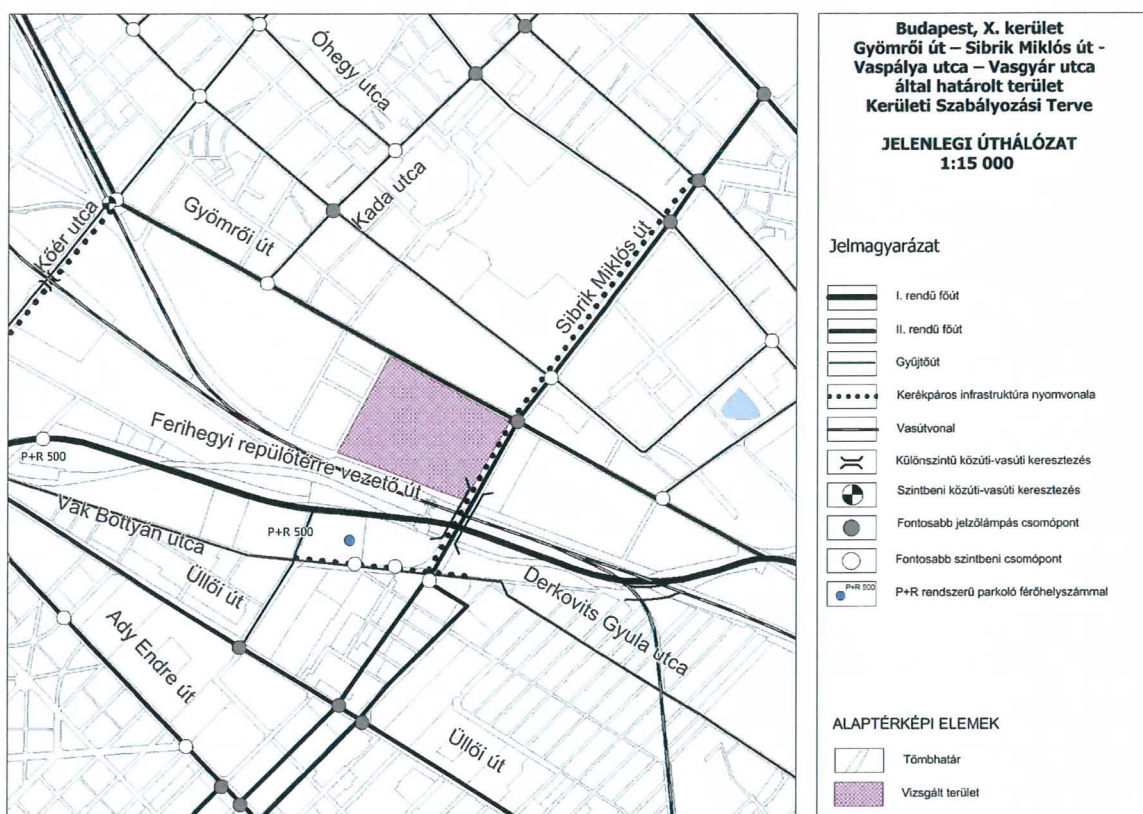 Óhegy utca
Kada utca
Gyömrői út
Kőér utca
Sibrik Miklós út
Ferihegyi repülőtérre vezető út
P+R 500
Vak Bottyán utca
P+R 500
Üllői út
Derkovits Gyula utca
Ady Endre út
Üllői út
Budapest, X. kerület
Gyömrői út – Sibrik Miklós út -
Vaspálya utca – Vasgyár utca
által határolt terület
Kerületi Szabályozási Terve
JELENLEGI ÚTHÁLÓZAT
1:15 000
Jelmagyarázat
I. rendű főút
II. rendű főút
Gyűjtőút
Kerékpáros infrastruktúra nyomvonala
Vasútvonal
Különszintű közúti-vasúti keresztezés
Szintbeni közúti-vasúti keresztezés
Fontosabb jelzőlámpás csomópont
Fontosabb szintbeni csomópont
P+R 500
P+R rendszerű parkoló férőhelyszámmal
ALAPTÉRKÉPI ELEMEK
Tömbhatár
Vizsgált terület